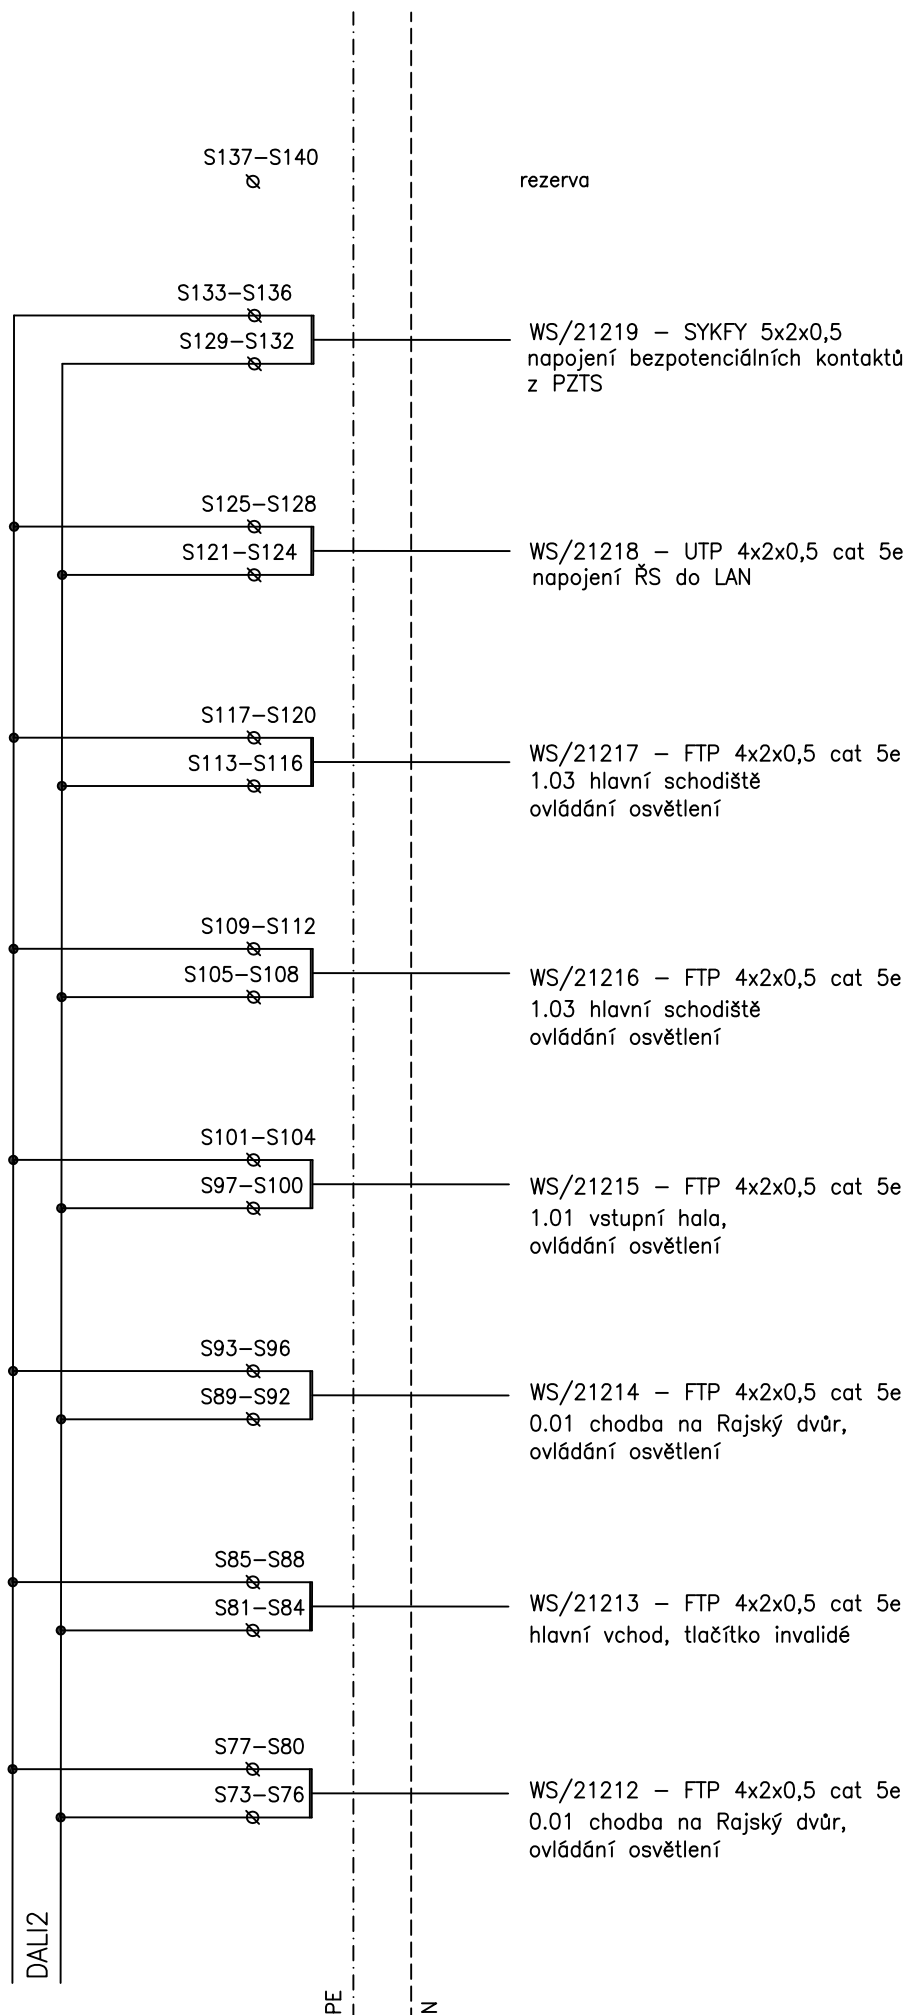 S137–S140
rezerva
S133–S136
S129–S132
WS/21219 – SYKFY 5x2x0,5
napojení bezpotenciálních kontaktů
z PZTS
S125–S128
S121–S124
WS/21218 – UTP 4x2x0,5 cat 5e
napojení ŘS do LAN
S117–S120
S113–S116
WS/21217 – FTP 4x2x0,5 cat 5e
1.03 hlavní schodiště
ovládání osvětlení
S109–S112
S105–S108
WS/21216 – FTP 4x2x0,5 cat 5e
1.03 hlavní schodiště
ovládání osvětlení
S101–S104
S97–S100
WS/21215 – FTP 4x2x0,5 cat 5e
1.01 vstupní hala,
ovládání osvětlení
S93–S96
S89–S92
WS/21214 – FTP 4x2x0,5 cat 5e
0.01 chodba na Rajský dvůr,
ovládání osvětlení
S85–S88
S81–S84
WS/21213 – FTP 4x2x0,5 cat 5e
hlavní vchod, tlačítko invalidé
S77–S80
S73–S76
WS/21212 – FTP 4x2x0,5 cat 5e
0.01 chodba na Rajský dvůr,
ovládání osvětlení
DALI2
PE
N